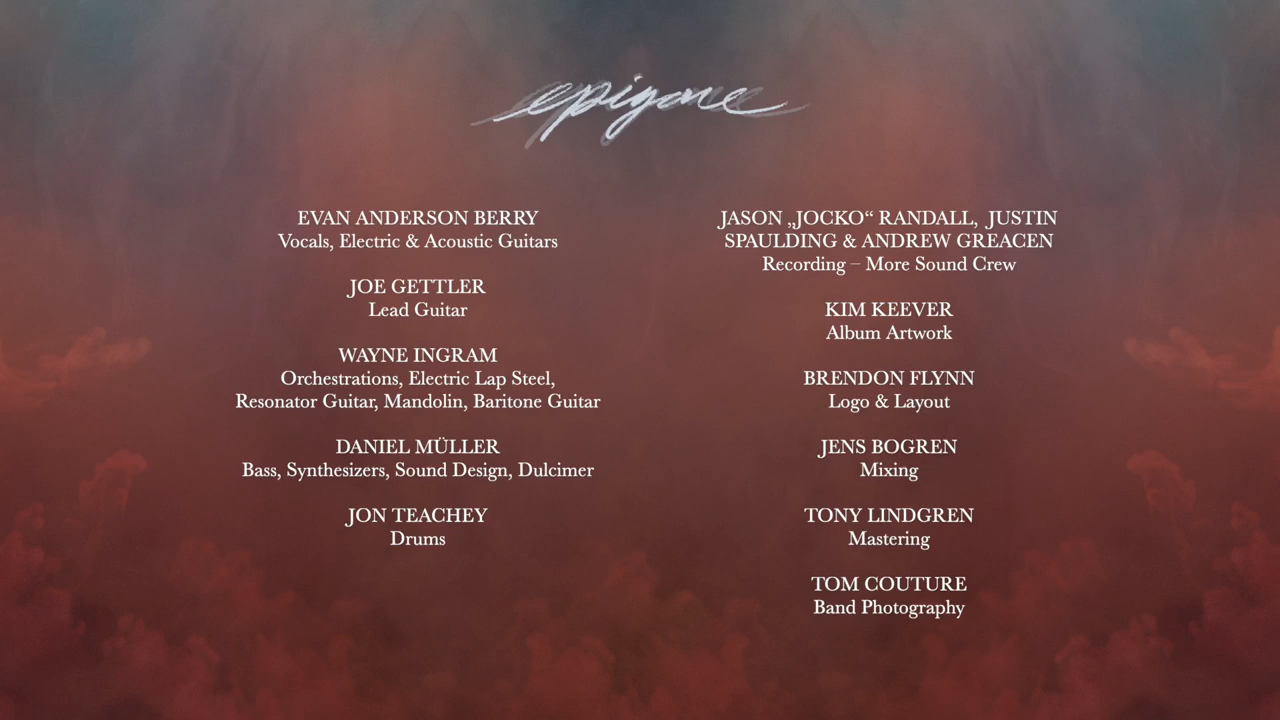 epigone
EVAN ANDERSON BERRY
Vocals, Electric & Acoustic Guitars
JOE GETTLER
Lead Guitar
WAYNE INGRAM
Orchestrations, Electric Lap Steel,
Resonator Guitar, Mandolin, Baritone Guitar
DANIEL MÜLLER
Bass, Synthesizers, Sound Design, Dulcimer
JON TEACHEY
Drums
JASON „JOCKO“ RANDALL, JUSTIN
SPAULDING & ANDREW GREACEN
Recording – More Sound Crew
KIM KEEVER
Album Artwork
BRENDON FLYNN
Logo & Layout
JENS BOGREN
Mixing
TONY LINDGREN
Mastering
TOM COUTURE
Band Photography